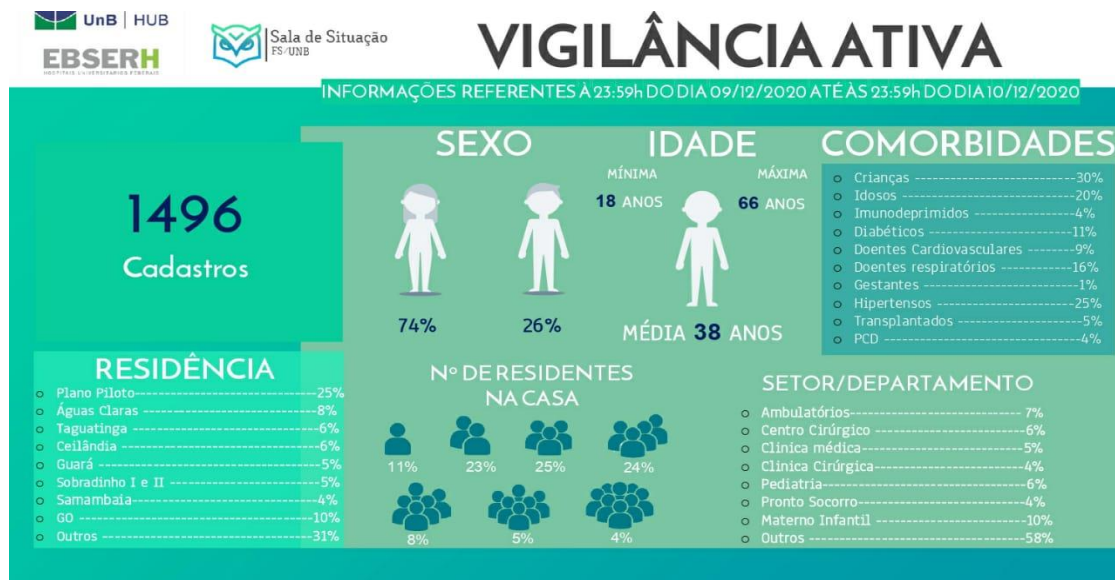 UnB | HUB
EBSERH
HOSPITAIS UNIVERSITÁRIOS FEDERAIS
Sala de Situação
FS/UNB
VIGILÂNCIA ATIVA
INFORMAÇÕES REFERENTES À 23:59h DO DIA 09/12/2020 ATÉ ÀS 23:59h DO DIA 10/12/2020
1496
Cadastros
SEXO
74%
26%
IDADE
MÍNIMA
18 ANOS
MÁXIMA
66 ANOS
MÉDIA 38 ANOS
COMORBIDADES
Crianças 30%
Idosos 20%
Imunodeprimidos 4%
Diabéticos 11%
Doentes Cardiovasculares 9%
Doentes respiratórios 16%
Gestantes 1%
Hipertensos 25%
Transplantados 5%
PCD 4%
RESIDÊNCIA
Plano Piloto 25%
Águas Claras 8%
Taguatinga 6%
Ceilândia 6%
Guará 5%
Sobradinho I e II 5%
Samambaia 4%
GO 10%
Outros 31%
Nº DE RESIDENTES
NA CASA
11% 23% 25% 24%
8% 5% 4%
SETOR/DEPARTAMENTO
Ambulatórios 7%
Centro Cirúrgico 6%
Clinica médica 5%
Clinica Cirúrgica 4%
Pediatria 6%
Pronto Socorro 4%
Materno Infantil 10%
Outros 58%